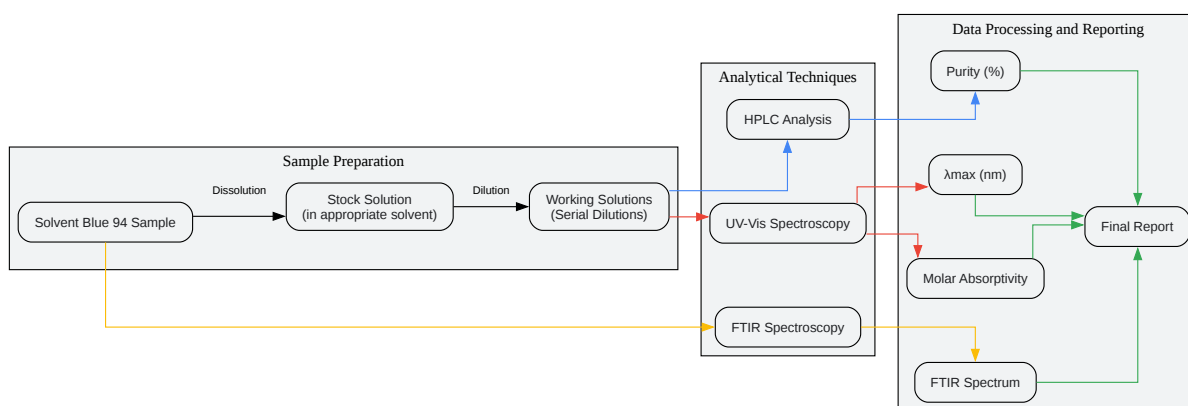 Data Processing and Reporting
Purity (%)
Analytical Techniques
HPLC Analysis
Sample Preparation
Dissolution
Dilution
Solvent Blue 94 Sample
Stock Solution
(in appropriate solvent)
Working Solutions
(Serial Dilutions)
UV-Vis Spectroscopy
λmax (nm)
Final Report
Molar Absorptivity
FTIR Spectroscopy
FTIR Spectrum